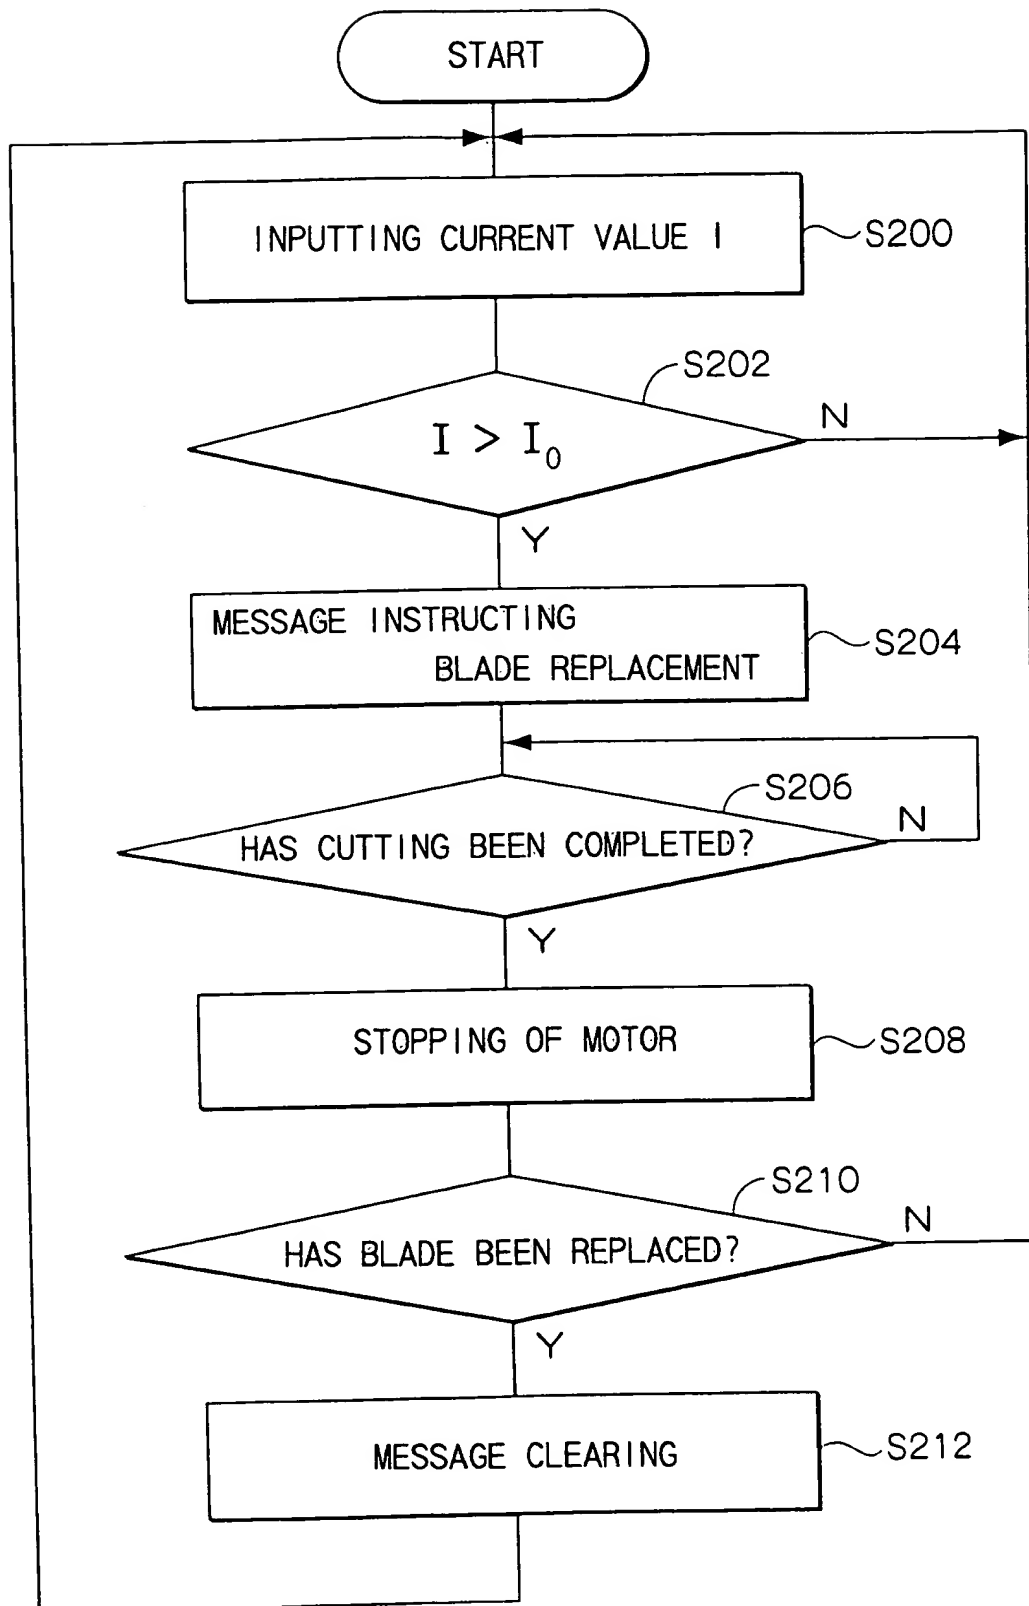 START
INPUTTING CURRENT VALUE I
S200
S202
I > I₀
N
Y
MESSAGE INSTRUCTING
BLADE REPLACEMENT
S204
S206
HAS CUTTING BEEN COMPLETED?
N
Y
STOPPING OF MOTOR
S208
S210
HAS BLADE BEEN REPLACED?
N
Y
MESSAGE CLEARING
S212